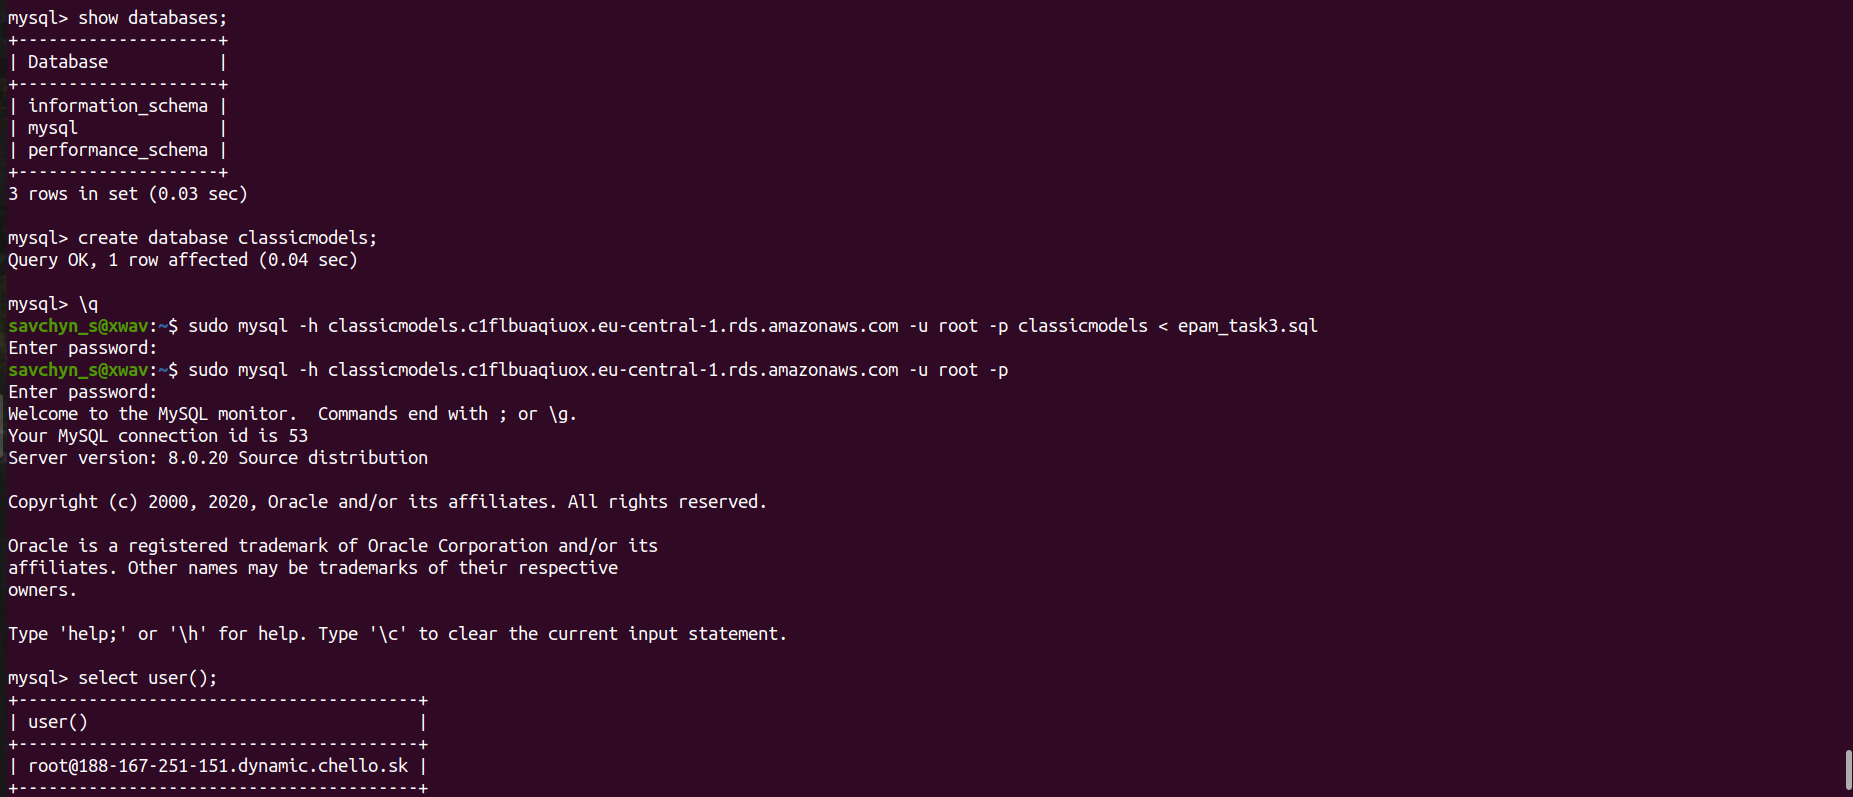 mysql> show databases;
+--------------------+
| Database           |
+--------------------+
| information_schema |
| mysql              |
| performance_schema |
+--------------------+
3 rows in set (0.03 sec)
mysql> create database classicmodels;
Query OK, 1 row affected (0.04 sec)
mysql> \q
savchyn_s@xwav:~$ sudo mysql -h classicmodels.c1flbuaqiuox.eu-central-1.rds.amazonaws.com -u root -p classicmodels < epam_task3.sql
Enter password:
savchyn_s@xwav:~$ sudo mysql -h classicmodels.c1flbuaqiuox.eu-central-1.rds.amazonaws.com -u root -p
Enter password:
Welcome to the MySQL monitor.  Commands end with ; or \g.
Your MySQL connection id is 53
Server version: 8.0.20 Source distribution
Copyright (c) 2000, 2020, Oracle and/or its affiliates. All rights reserved.
Oracle is a registered trademark of Oracle Corporation and/or its
affiliates. Other names may be trademarks of their respective
owners.
Type 'help;' or '\h' for help. Type '\c' to clear the current input statement.
mysql> select user();
+----------------------------------------+
| user()                                 |
+----------------------------------------+
| root@188-167-251-151.dynamic.chello.sk |
+----------------------------------------+